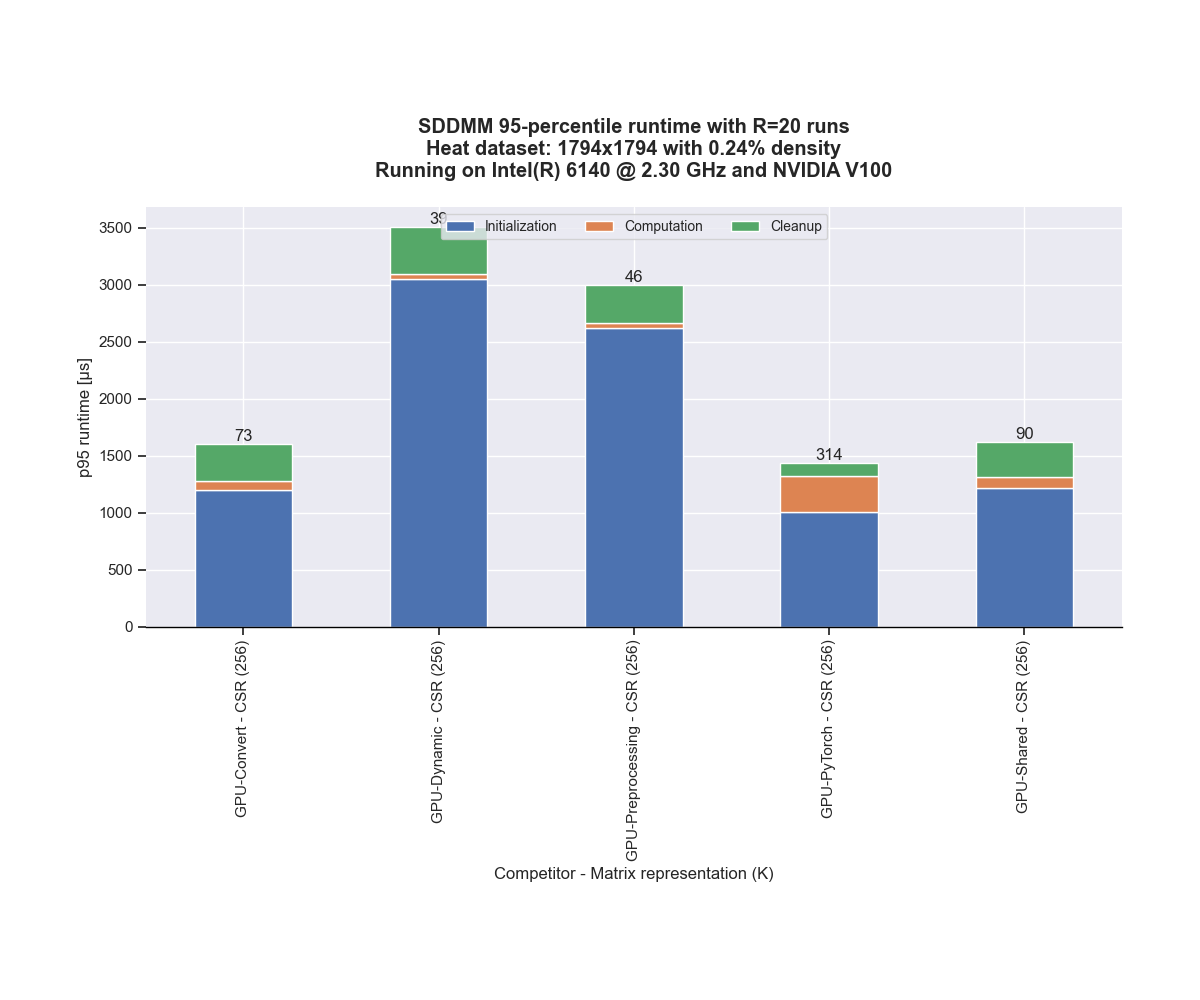 SDDMM 95-percentile runtime with R=20 runs
Heat dataset: 1794x1794 with 0.24% density
Running on Intel(R) 6140 @ 2.30 GHz and NVIDIA V100
Initialization
Computation
Cleanup
p95 runtime [µs]
3500
3000
2500
2000
1500
1000
500
0
73
39
46
314
90
GPU-Convert - CSR (256)
GPU-Dynamic - CSR (256)
GPU-Preprocessing - CSR (256)
GPU-PyTorch - CSR (256)
GPU-Shared - CSR (256)
Competitor - Matrix representation (K)